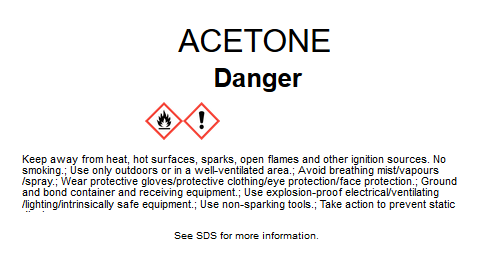 ACETONE
Danger
Keep away from heat, hot surfaces, sparks, open flames and other ignition sources. No
smoking.; Use only outdoors or in a well-ventilated area.; Avoid breathing mist/vapours
/spray.; Wear protective gloves/protective clothing/eye protection/face protection.; Ground
and bond container and receiving equipment.; Use explosion-proof electrical/ventilating
/lighting/intrinsically safe equipment.; Use non-sparking tools.; Take action to prevent static
See SDS for more information.